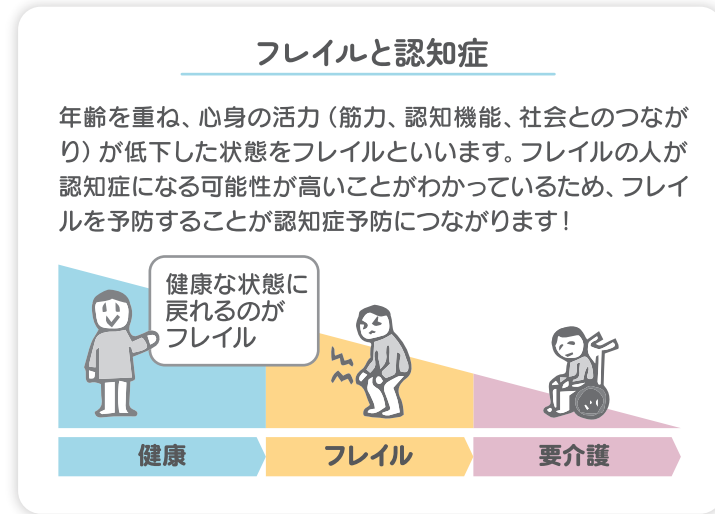 フレイルと認知症
年齢を重ね、心身の活力（筋力、認知機能、社会とのつなが
り）が低下した状態をフレイルといいます。フレイルの人が
認知症になる可能性が高いことがわかっているため、フレイ
ルを予防することが認知症予防につながります！
健康な状態に
戻れるのが
フレイル
健康
フレイル
要介護